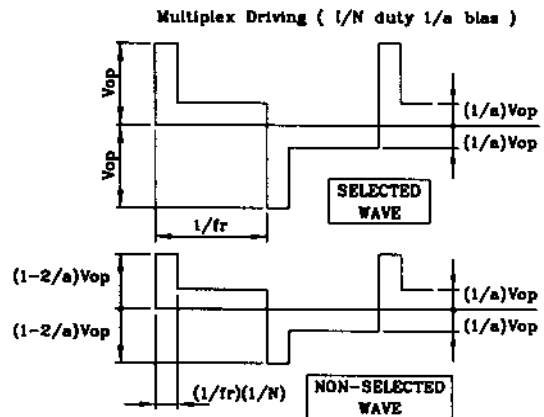 Multiplex Driving ( 1/N duty 1/a bias )
Vop
Vop
(1/a)Vop
(1/a)Vop
SELECTED
WAVE
1/fr
(1-2/a)Vop
(1-2/a)Vop
(1/a)Vop
(1/a)Vop
(1/fr)(1/N)
NON-SELECTED
WAVE